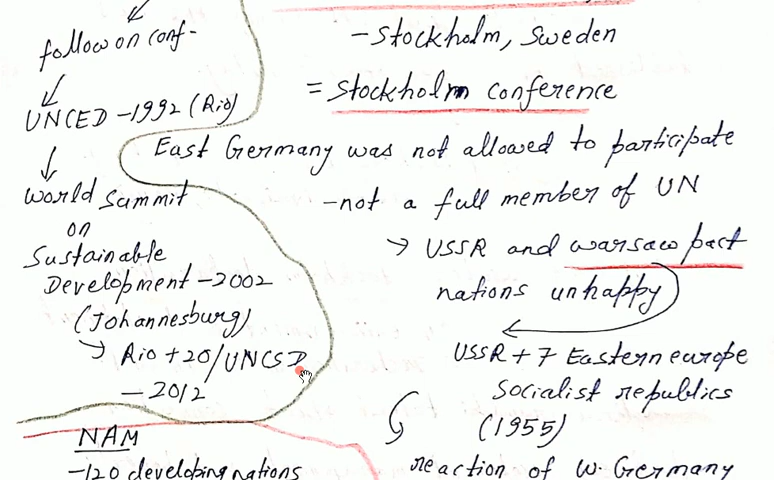 follow on conf-
UNCED -1992 (Rio)
World Summit
on
Sustainable
Development -2002
(Johannesburg)
→ Rio +20/UNCSD
- 2012
NAM
-120 developing nations
-Stockholm, Sweden
= Stockholm conference
East Germany was not allowed to participate
-not a full member of UN
→ USSR and warsaw pact
nations unhappy
USSR + 7 Eastern europe
Socialist republics
(1955)
reaction of W. Germany